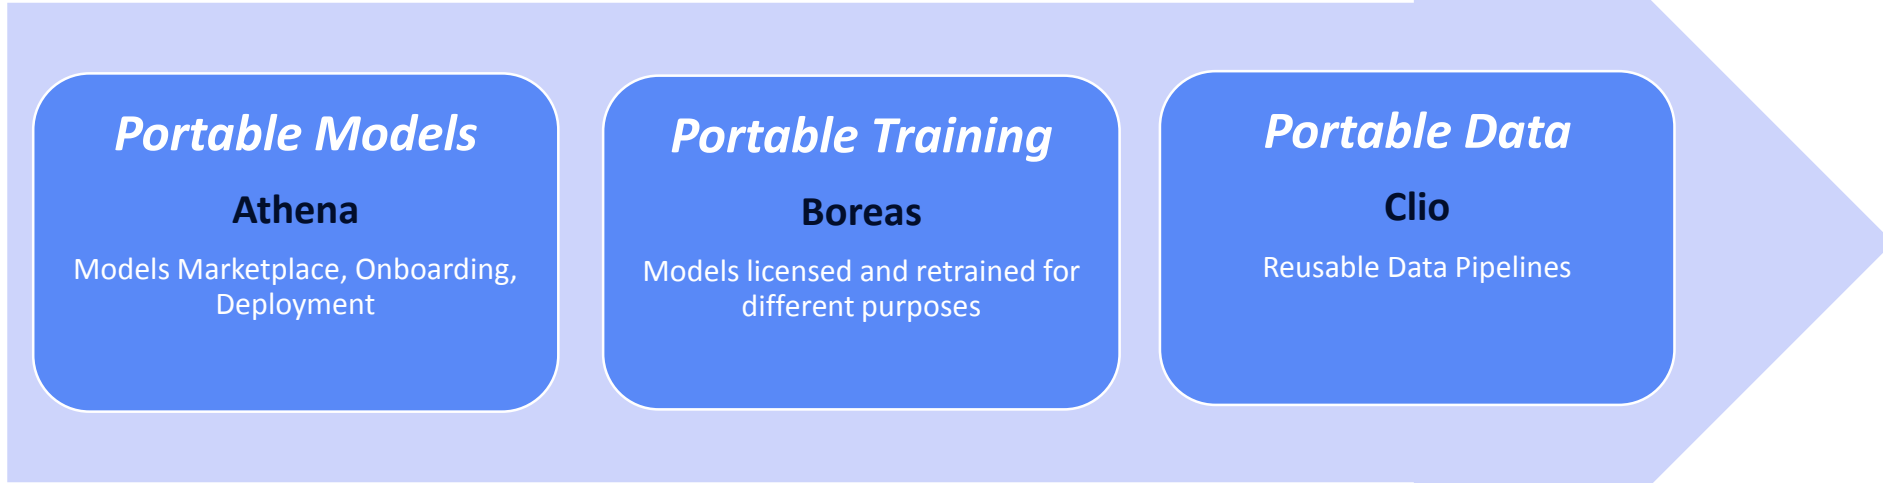 Portable Models
Athena
Models Marketplace, Onboarding,
Deployment
Portable Training
Boreas
Models licensed and retrained for
different purposes
Portable Data
Clio
Reusable Data Pipelines